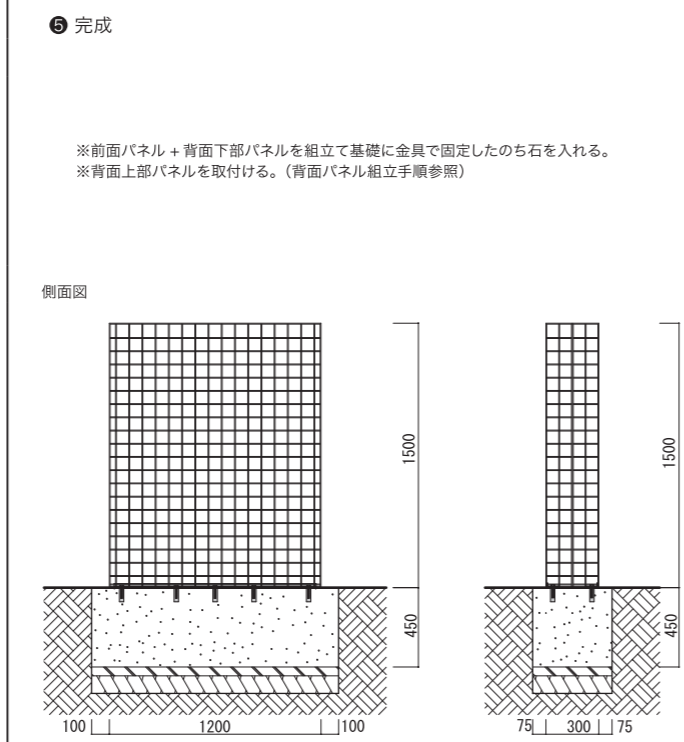 ❺ 完成
※前面パネル + 背面下部パネルを組立て基礎に金具で固定したのち石を入れる。
※背面上部パネルを取付ける。（背面パネル組立手順参照）
側面図
1500
450
100 1200 100
1500
450
75 300 75